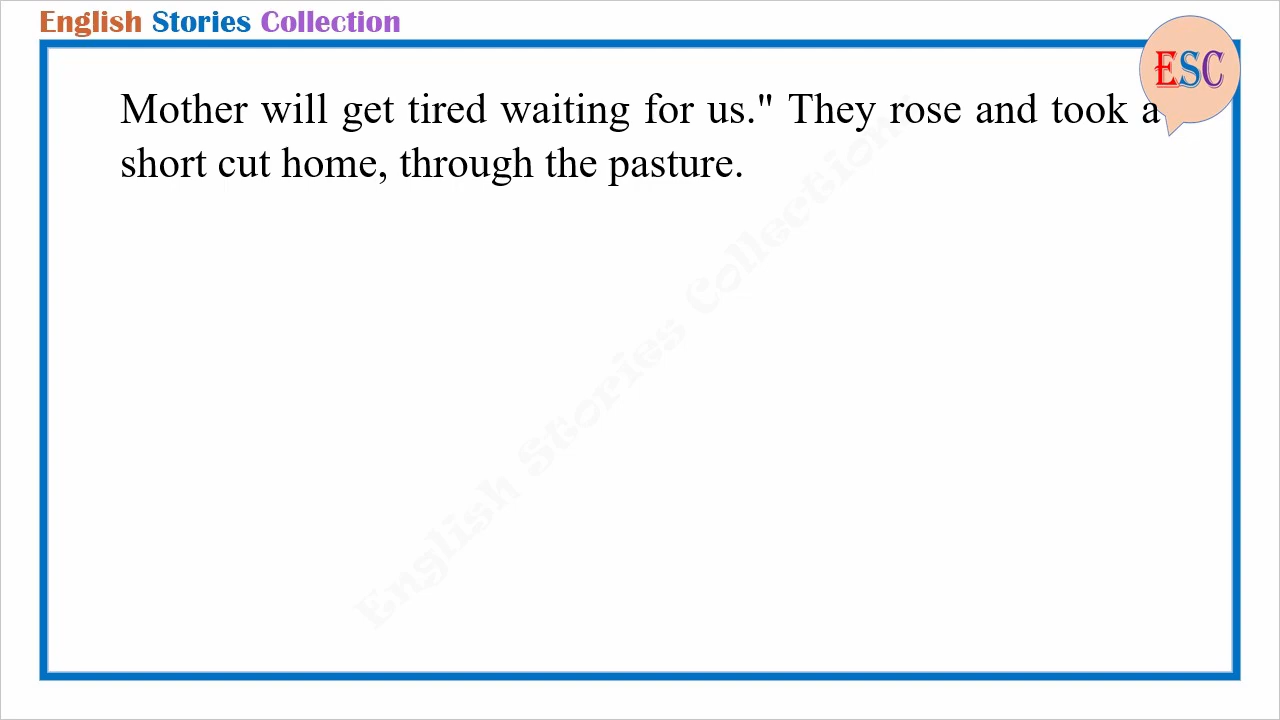 English Stories Collection
ESC
Mother will get tired waiting for us." They rose and took a
short cut home, through the pasture.
English Stories Collection